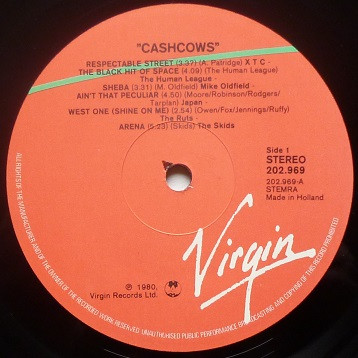 "CASHCOWS"
RESPECTABLE STREET (3.37) (A. Patridge) X T C -
THE BLACK HIT OF SPACE (4.09) (The Human League)
The Human League -
SHEBA (3.31) (M. Oldfield) Mike Oldfield -
AIN'T THAT PECULIAR (4.50) (Moore/Robinson/Rodgers/
Tarplan) Japan -
WEST ONE (SHINE ON ME) (2.54) (Owen/Fox/Jennings/Ruffy)
The Ruts -
ARENA (5.23) (Skids) The Skids
Side 1
STEREO
202.969
202.969-A
STEMRA
Made in Holland
Virgin
℗ 1980,
Virgin Records Ltd.
ALL RIGHTS OF THE MANUFACTURER AND OF THE OWNER OF THE RECORDED WORK RESERVED. UNAUTHORISED PUBLIC PERFORMANCE BROADCASTING AND COPYING OF THIS RECORD PROHIBITED